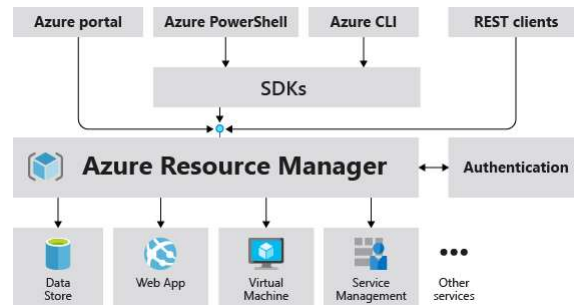 Azure portal
Azure PowerShell
Azure CLI
REST clients
SDKs
Azure Resource Manager
Authentication
Data
Store
Web App
Virtual
Machine
Service
Management
Other
services